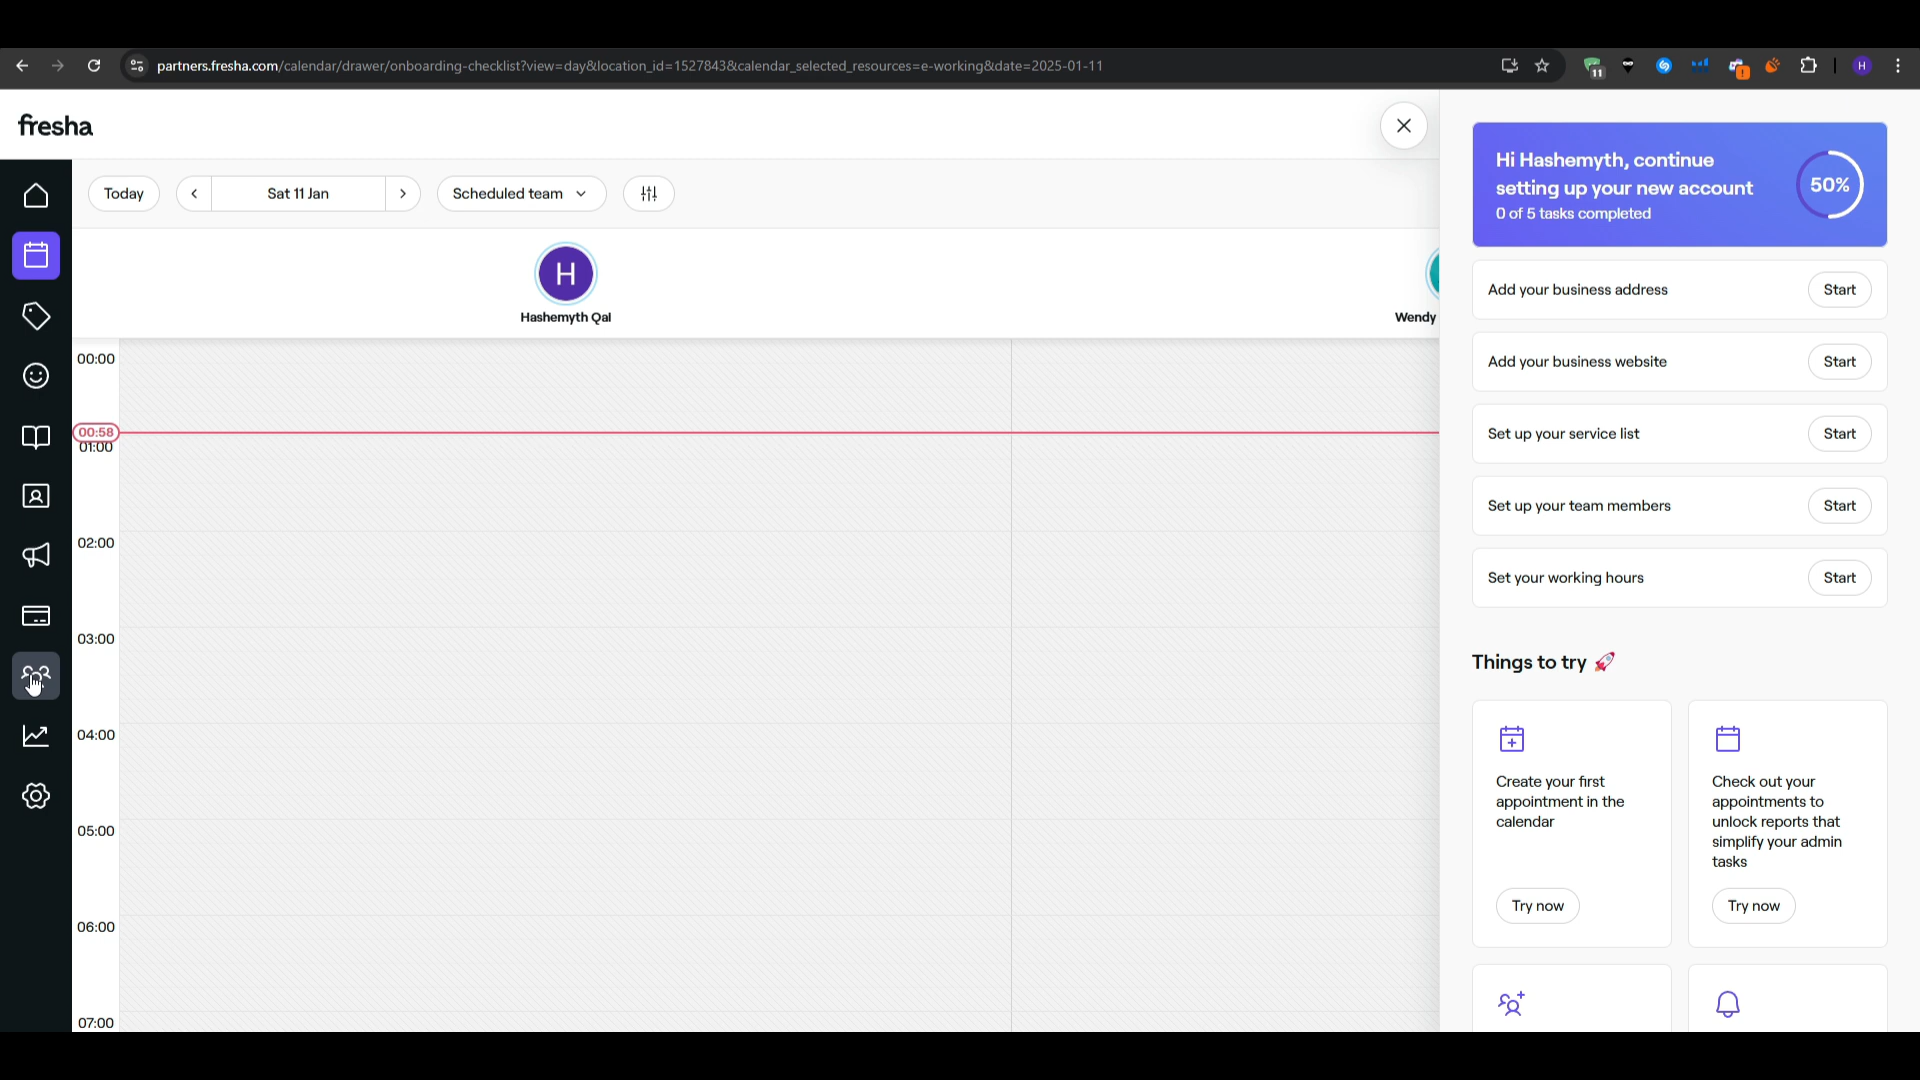 partners.fresha.com/calendar/drawer/onboarding-checklist?view=day&location_id=1527843&calendar_selected_resources=e-working&date=2025-01-11
11
!
H
fresha
Today
Sat 11 Jan
Scheduled team
H
Hashemyth Qal
Wendy
00:00
00:58
01:00
02:00
03:00
04:00
05:00
06:00
07:00
Hi Hashemyth, continue
setting up your new account
0 of 5 tasks completed
50%
Add your business address
Start
Add your business website
Start
Set up your service list
Start
Set up your team members
Start
Set your working hours
Start
Things to try 🚀
Create your first
appointment in the
calendar
Try now
Check out your
appointments to
unlock reports that
simplify your admin
tasks
Try now